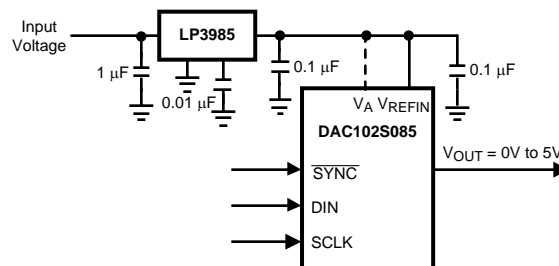 Input
Voltage
LP3985
1 µF
0.01 µF
0.1 µF
0.1 µF
VA VREFIN
DAC102S085
SYNC
DIN
SCLK
VOUT = 0V to 5V